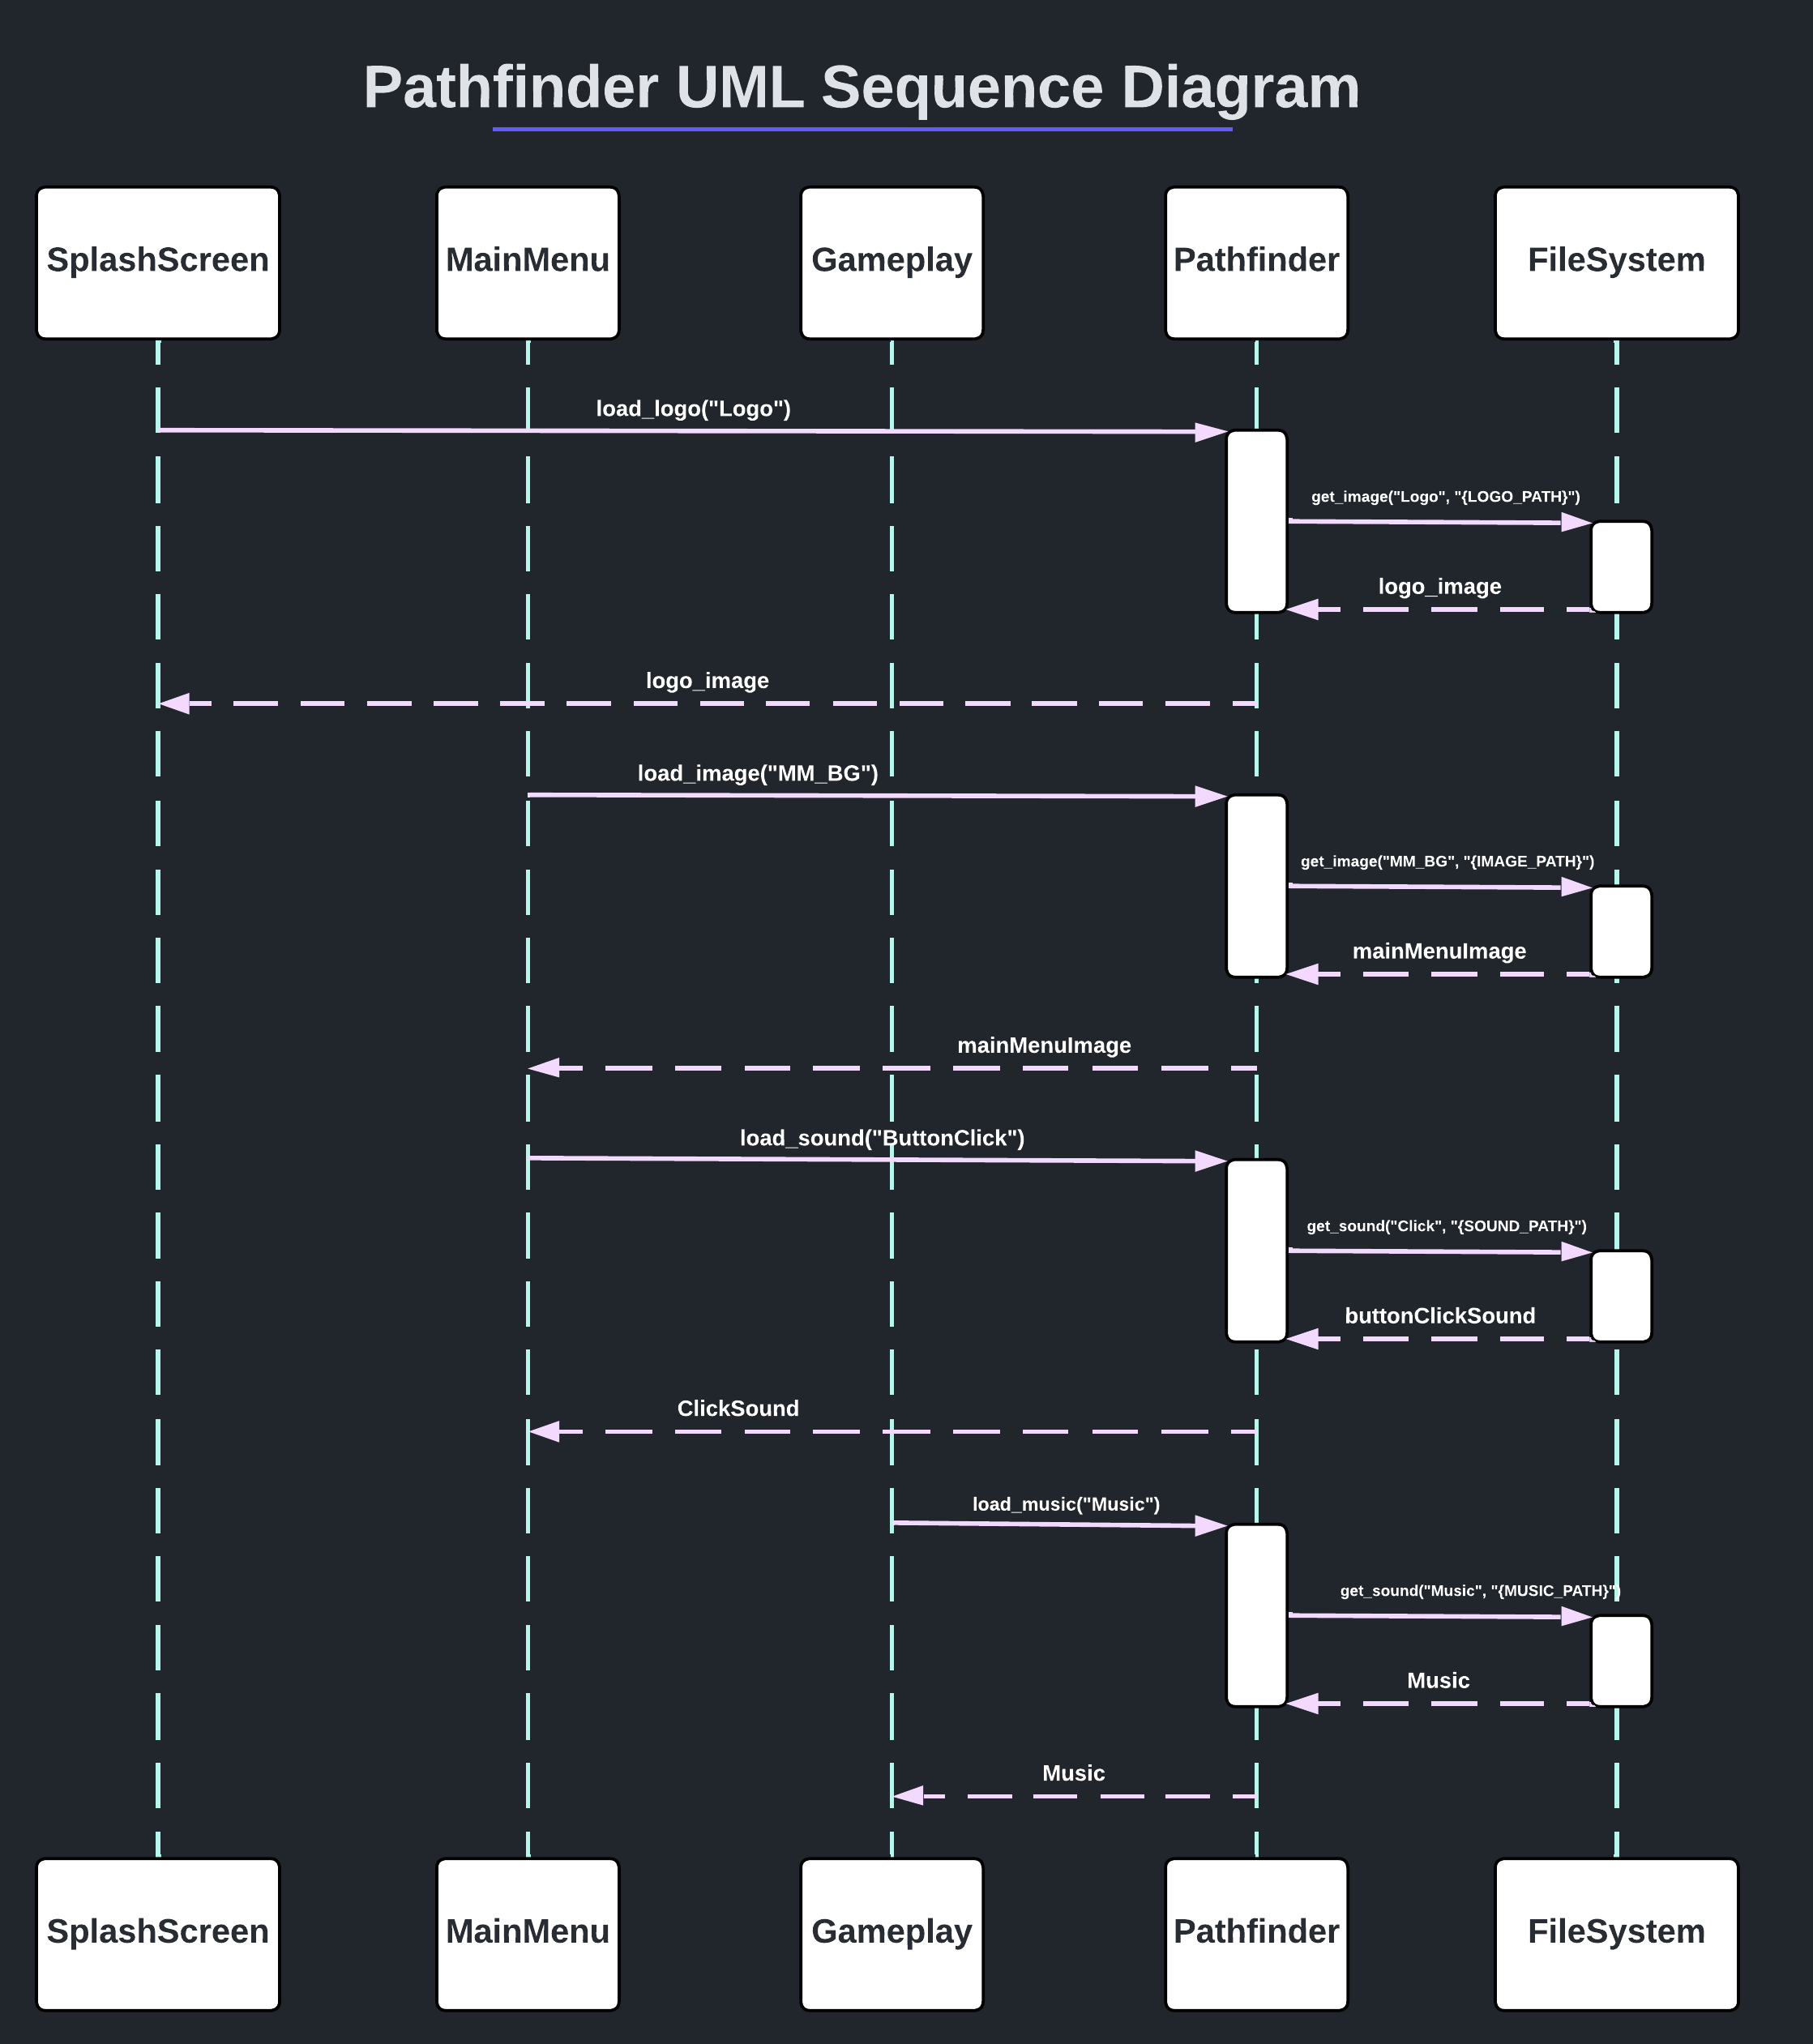 Pathfinder UML Sequence Diagram
SplashScreen
MainMenu
Gameplay
Pathfinder
FileSystem
load_logo("Logo")
get_image("Logo", "{LOGO_PATH}")
logo_image
logo_image
load_image("MM_BG")
get_image("MM_BG", "{IMAGE_PATH}")
mainMenuImage
mainMenuImage
load_sound("ButtonClick")
get_sound("Click", "{SOUND_PATH}")
buttonClickSound
ClickSound
load_music("Music")
get_sound("Music", "{MUSIC_PATH}")
Music
Music
SplashScreen
MainMenu
Gameplay
Pathfinder
FileSystem